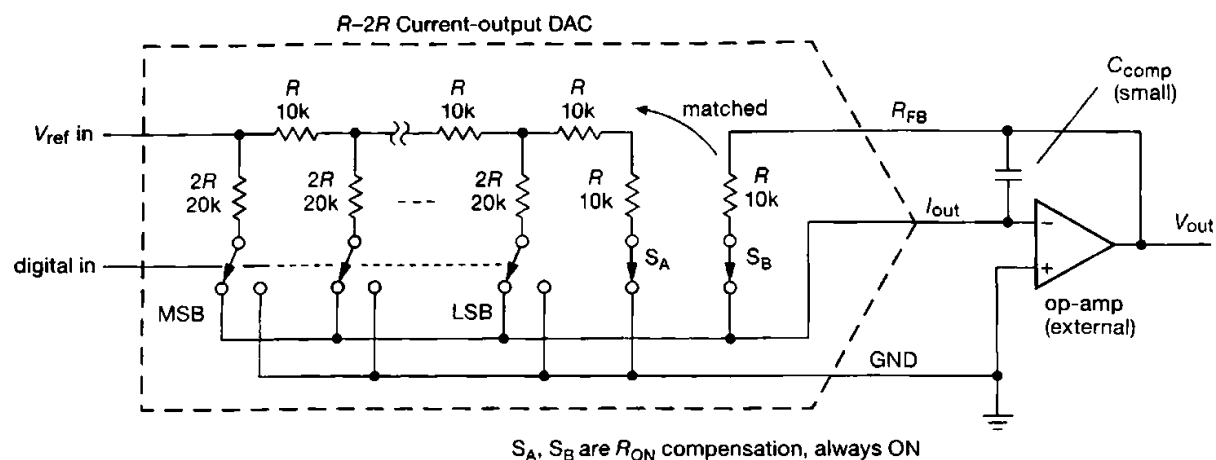 R–2R Current-output DAC
C_comp
(small)
R
10k
R
10k
R
10k
matched
R_FB
V_ref in
2R
20k
2R
20k
2R
20k
R
10k
R
10k
I_out
V_out
digital in
S_A
S_B
–
+
MSB
LSB
op-amp
(external)
GND
S_A, S_B are R_ON compensation, always ON